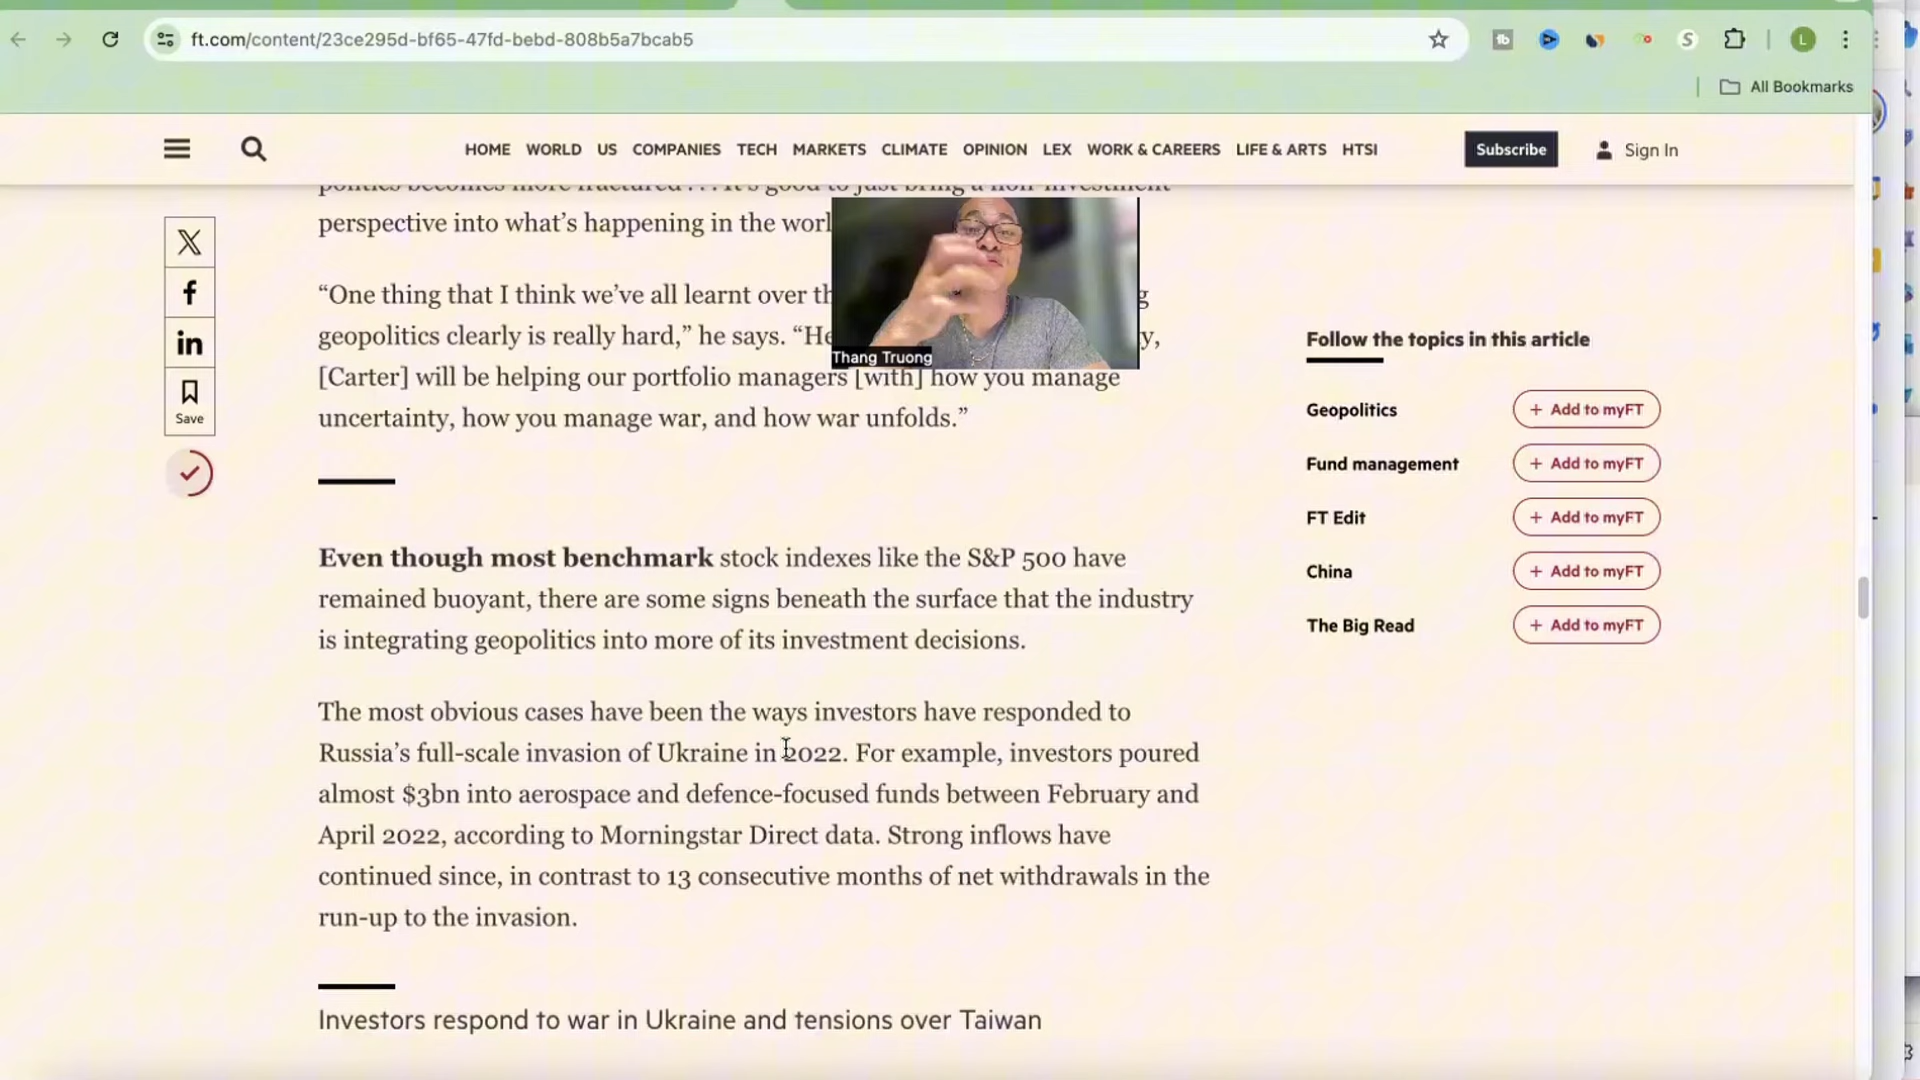 ft.com/content/23ce295d-bf65-47fd-bebd-808b5a7bcab5
L
All Bookmarks
HOME WORLD US COMPANIES TECH MARKETS CLIMATE OPINION LEX WORK & CAREERS LIFE & ARTS HTSI
Subscribe
Sign In
politics becomes more fractured . . . It’s good to just bring a non-investment
perspective into what’s happening in the worl
“One thing that I think we’ve all learnt over th
geopolitics clearly is really hard,” he says. “He
[Carter] will be helping our portfolio managers [with] how you manage
uncertainty, how you manage war, and how war unfolds.”
Thang Truong
Save
Even though most benchmark stock indexes like the S&P 500 have
remained buoyant, there are some signs beneath the surface that the industry
is integrating geopolitics into more of its investment decisions.
The most obvious cases have been the ways investors have responded to
Russia’s full-scale invasion of Ukraine in 2022. For example, investors poured
almost $3bn into aerospace and defence-focused funds between February and
April 2022, according to Morningstar Direct data. Strong inflows have
continued since, in contrast to 13 consecutive months of net withdrawals in the
run-up to the invasion.
Investors respond to war in Ukraine and tensions over Taiwan
Follow the topics in this article
Geopolitics + Add to myFT
Fund management + Add to myFT
FT Edit + Add to myFT
China + Add to myFT
The Big Read + Add to myFT